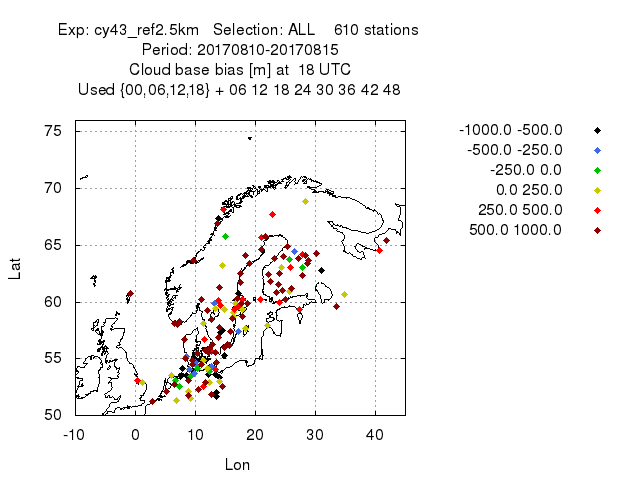 Exp: cy43_ref2.5km Selection: ALL 610 stations
Period: 20170810-20170815
Cloud base bias [m] at 18 UTC
Used {00,06,12,18} + 06 12 18 24 30 36 42 48
-1000.0 -500.0
-500.0 -250.0
-250.0 0.0
0.0 250.0
250.0 500.0
500.0 1000.0
75
70
65
60
55
50
Lat
-10 0 10 20 30 40
Lon